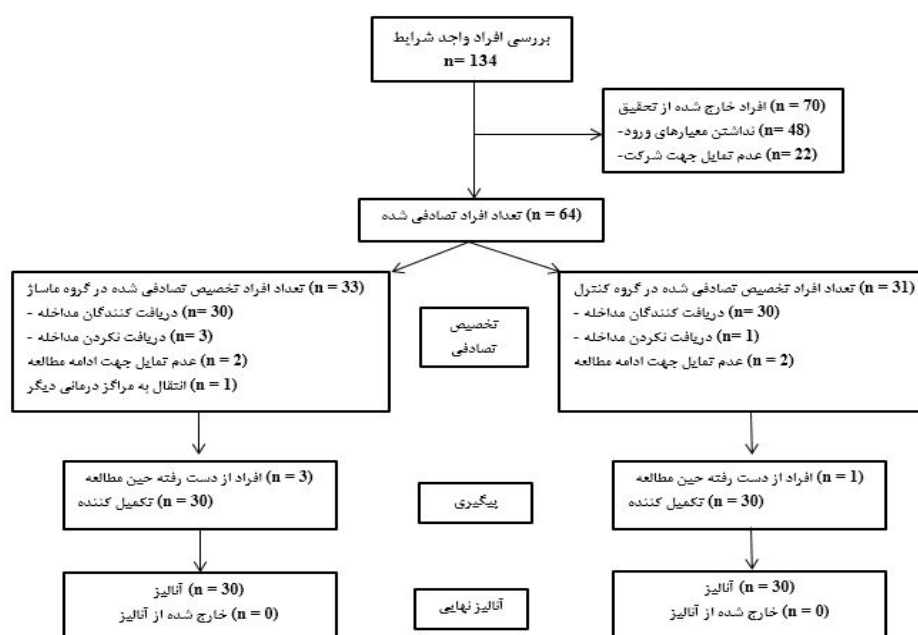 بررسی افراد واجد شرایط
n= 134
افراد خارج شده از تحقیق (n = 70)
نداشتن معیارهای ورود- (n= 48)
عدم تمایل جهت شرکت- (n= 22)
تعداد افراد تصادفی شده (n = 64)
تعداد افراد تخصیص تصادفی شده در گروه کنترل (n = 31)
دریافت کنندگان مداخله - (n= 30)
دریافت نکردن مداخله - (n= 1)
عدم تمایل جهت ادامه مطالعه (n = 2)
تخصیص
تصادفی
تعداد افراد تخصیص تصادفی شده در گروه ماساژ (n = 33)
دریافت کنندگان مداخله - (n= 30)
دریافت نکردن مداخله - (n= 3)
عدم تمایل جهت ادامه مطالعه (n = 2)
انتقال به مراگز درمانی دیگر (n = 1)
افراد از دست رفته حین مطالعه (n = 1)
تکمیل کننده (n = 30)
پیگیری
افراد از دست رفته حین مطالعه (n = 3)
تکمیل کننده (n = 30)
آنالیز (n = 30)
خارج شده از آنالیز (n = 0)
آنالیز نهایی
آنالیز (n = 30)
خارج شده از آنالیز (n = 0)